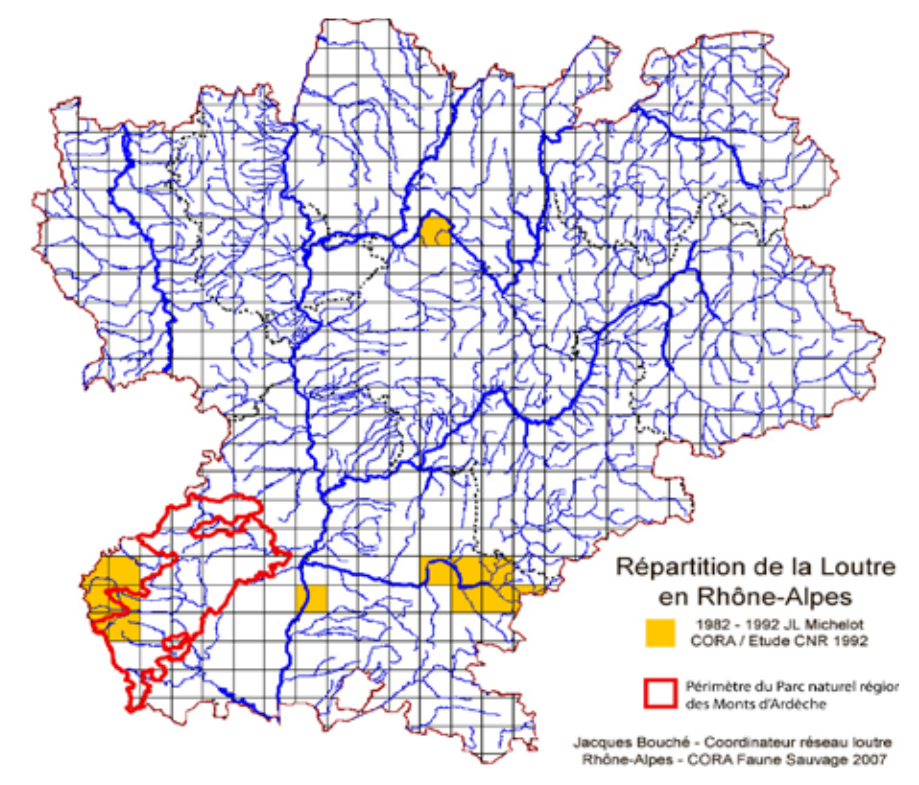 Répartition de la Loutre
en Rhône-Alpes
1982 - 1992 JL Michelot
CORA / Etude CNR 1992
Périmètre du Parc naturel région
des Monts d'Ardèche
Jacques Bouché - Coordinateur réseau loutre
Rhône-Alpes - CORA Faune Sauvage 2007